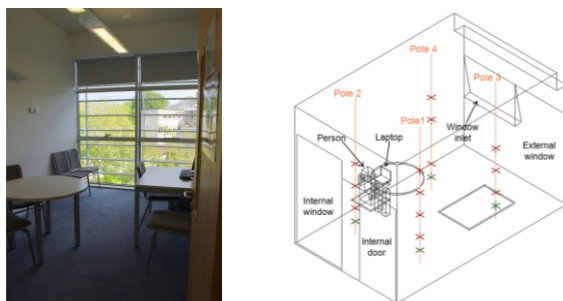 Pole 4
Pole 3
Pole 2
Pole1
Person
Laptop
Window
inlet
External
window
Internal
window
Internal
door